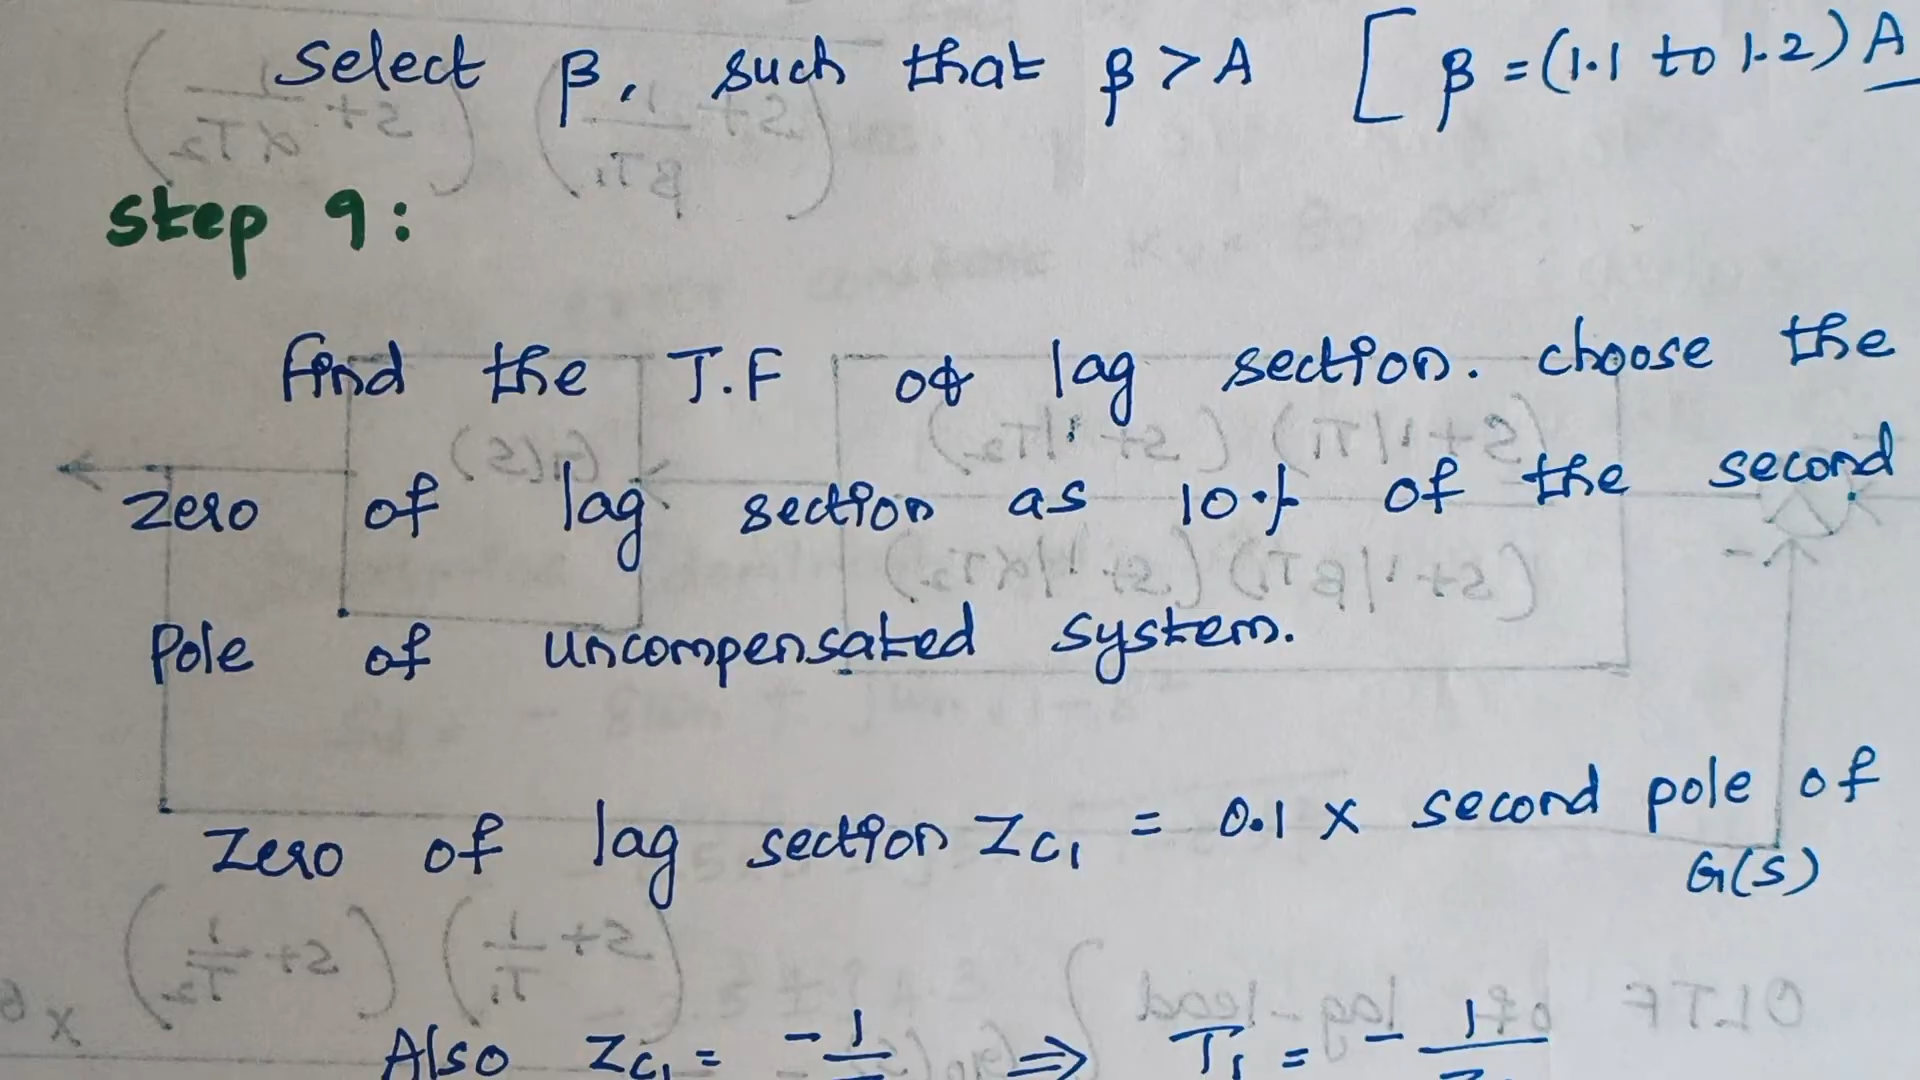 select β, such that β > A [β = (1.1 to 1.2) A
step 9:
find the T.F of lag section. choose the
zero of lag section as 10% of the second
pole of uncompensated system.
zero of lag section Zc1 = 0.1 x second pole of
G(S)
Also Zc1 = -1 ⇒ T1 = - 1